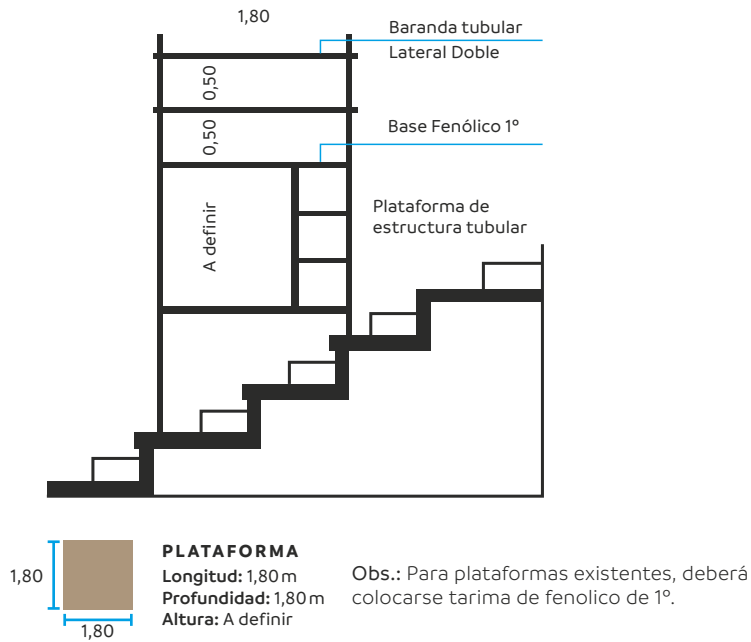 1,80
Baranda tubular
Lateral Doble
0,50
0,50
Base Fenólico 1º
A definir
Plataforma de
estructura tubular
1,80
1,80
PLATAFORMA
Longitud: 1,80 m
Profundidad: 1,80 m
Altura: A definir
Obs.: Para plataformas existentes, deberá
colocarse tarima de fenolico de 1º.